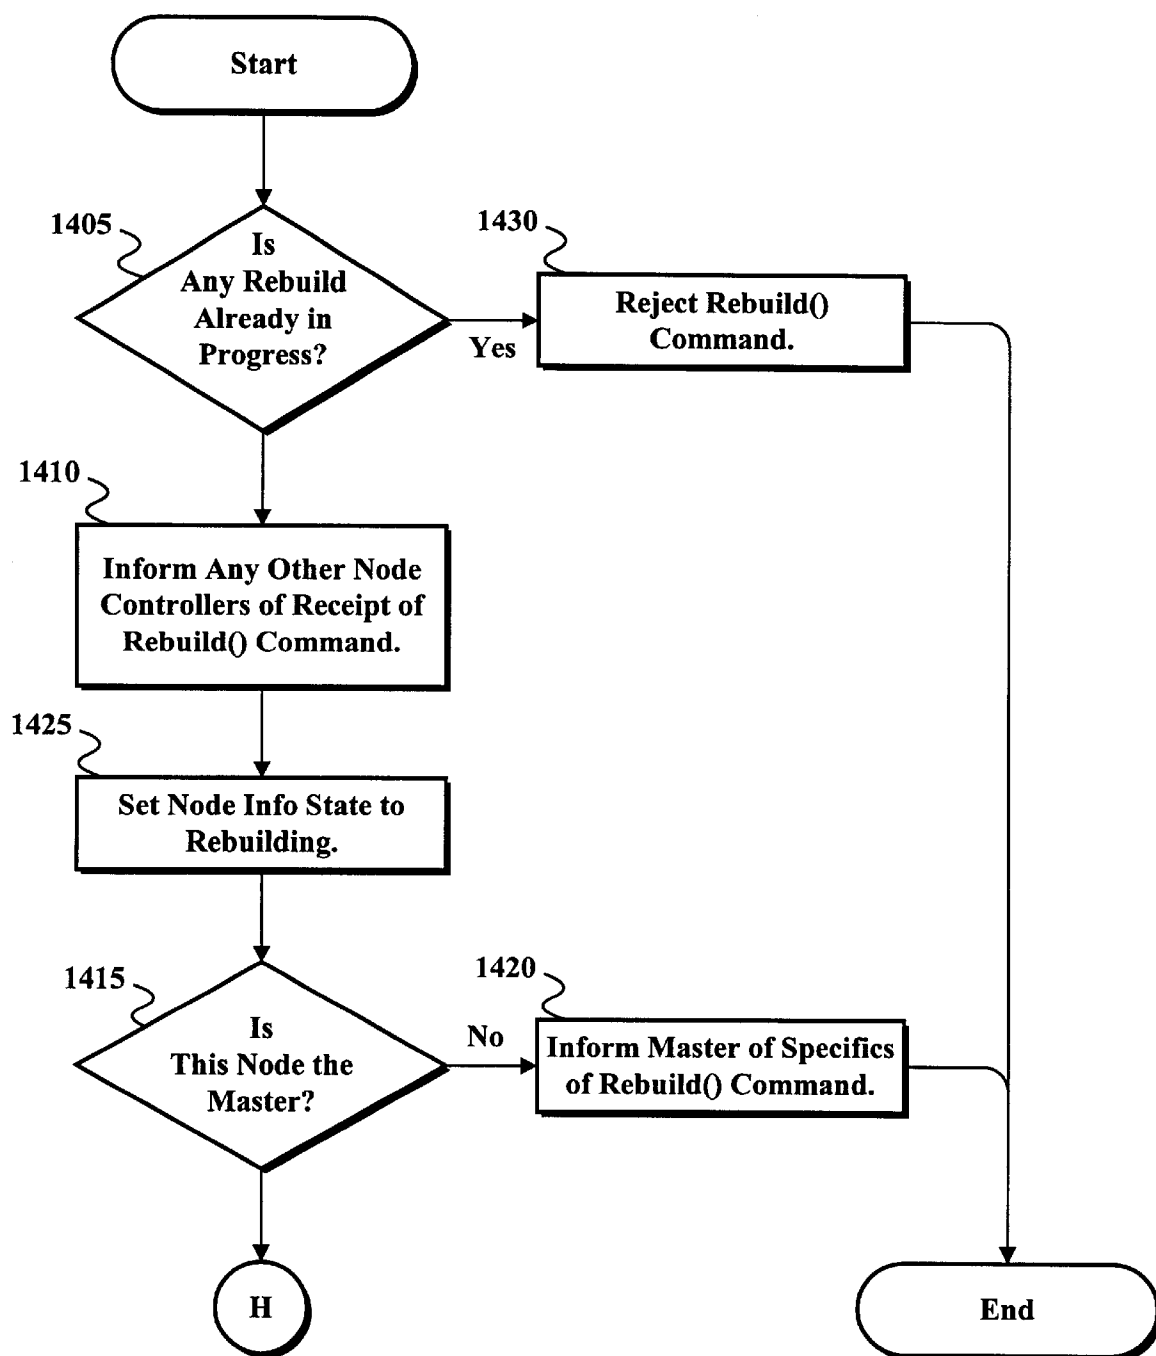 Start
1405
Is
Any Rebuild
Already in
Progress?
Yes
1430
Reject Rebuild()
Command.
1410
Inform Any Other Node
Controllers of Receipt of
Rebuild() Command.
1425
Set Node Info State to
Rebuilding.
1415
Is
This Node the
Master?
No
1420
Inform Master of Specifics
of Rebuild() Command.
H
End